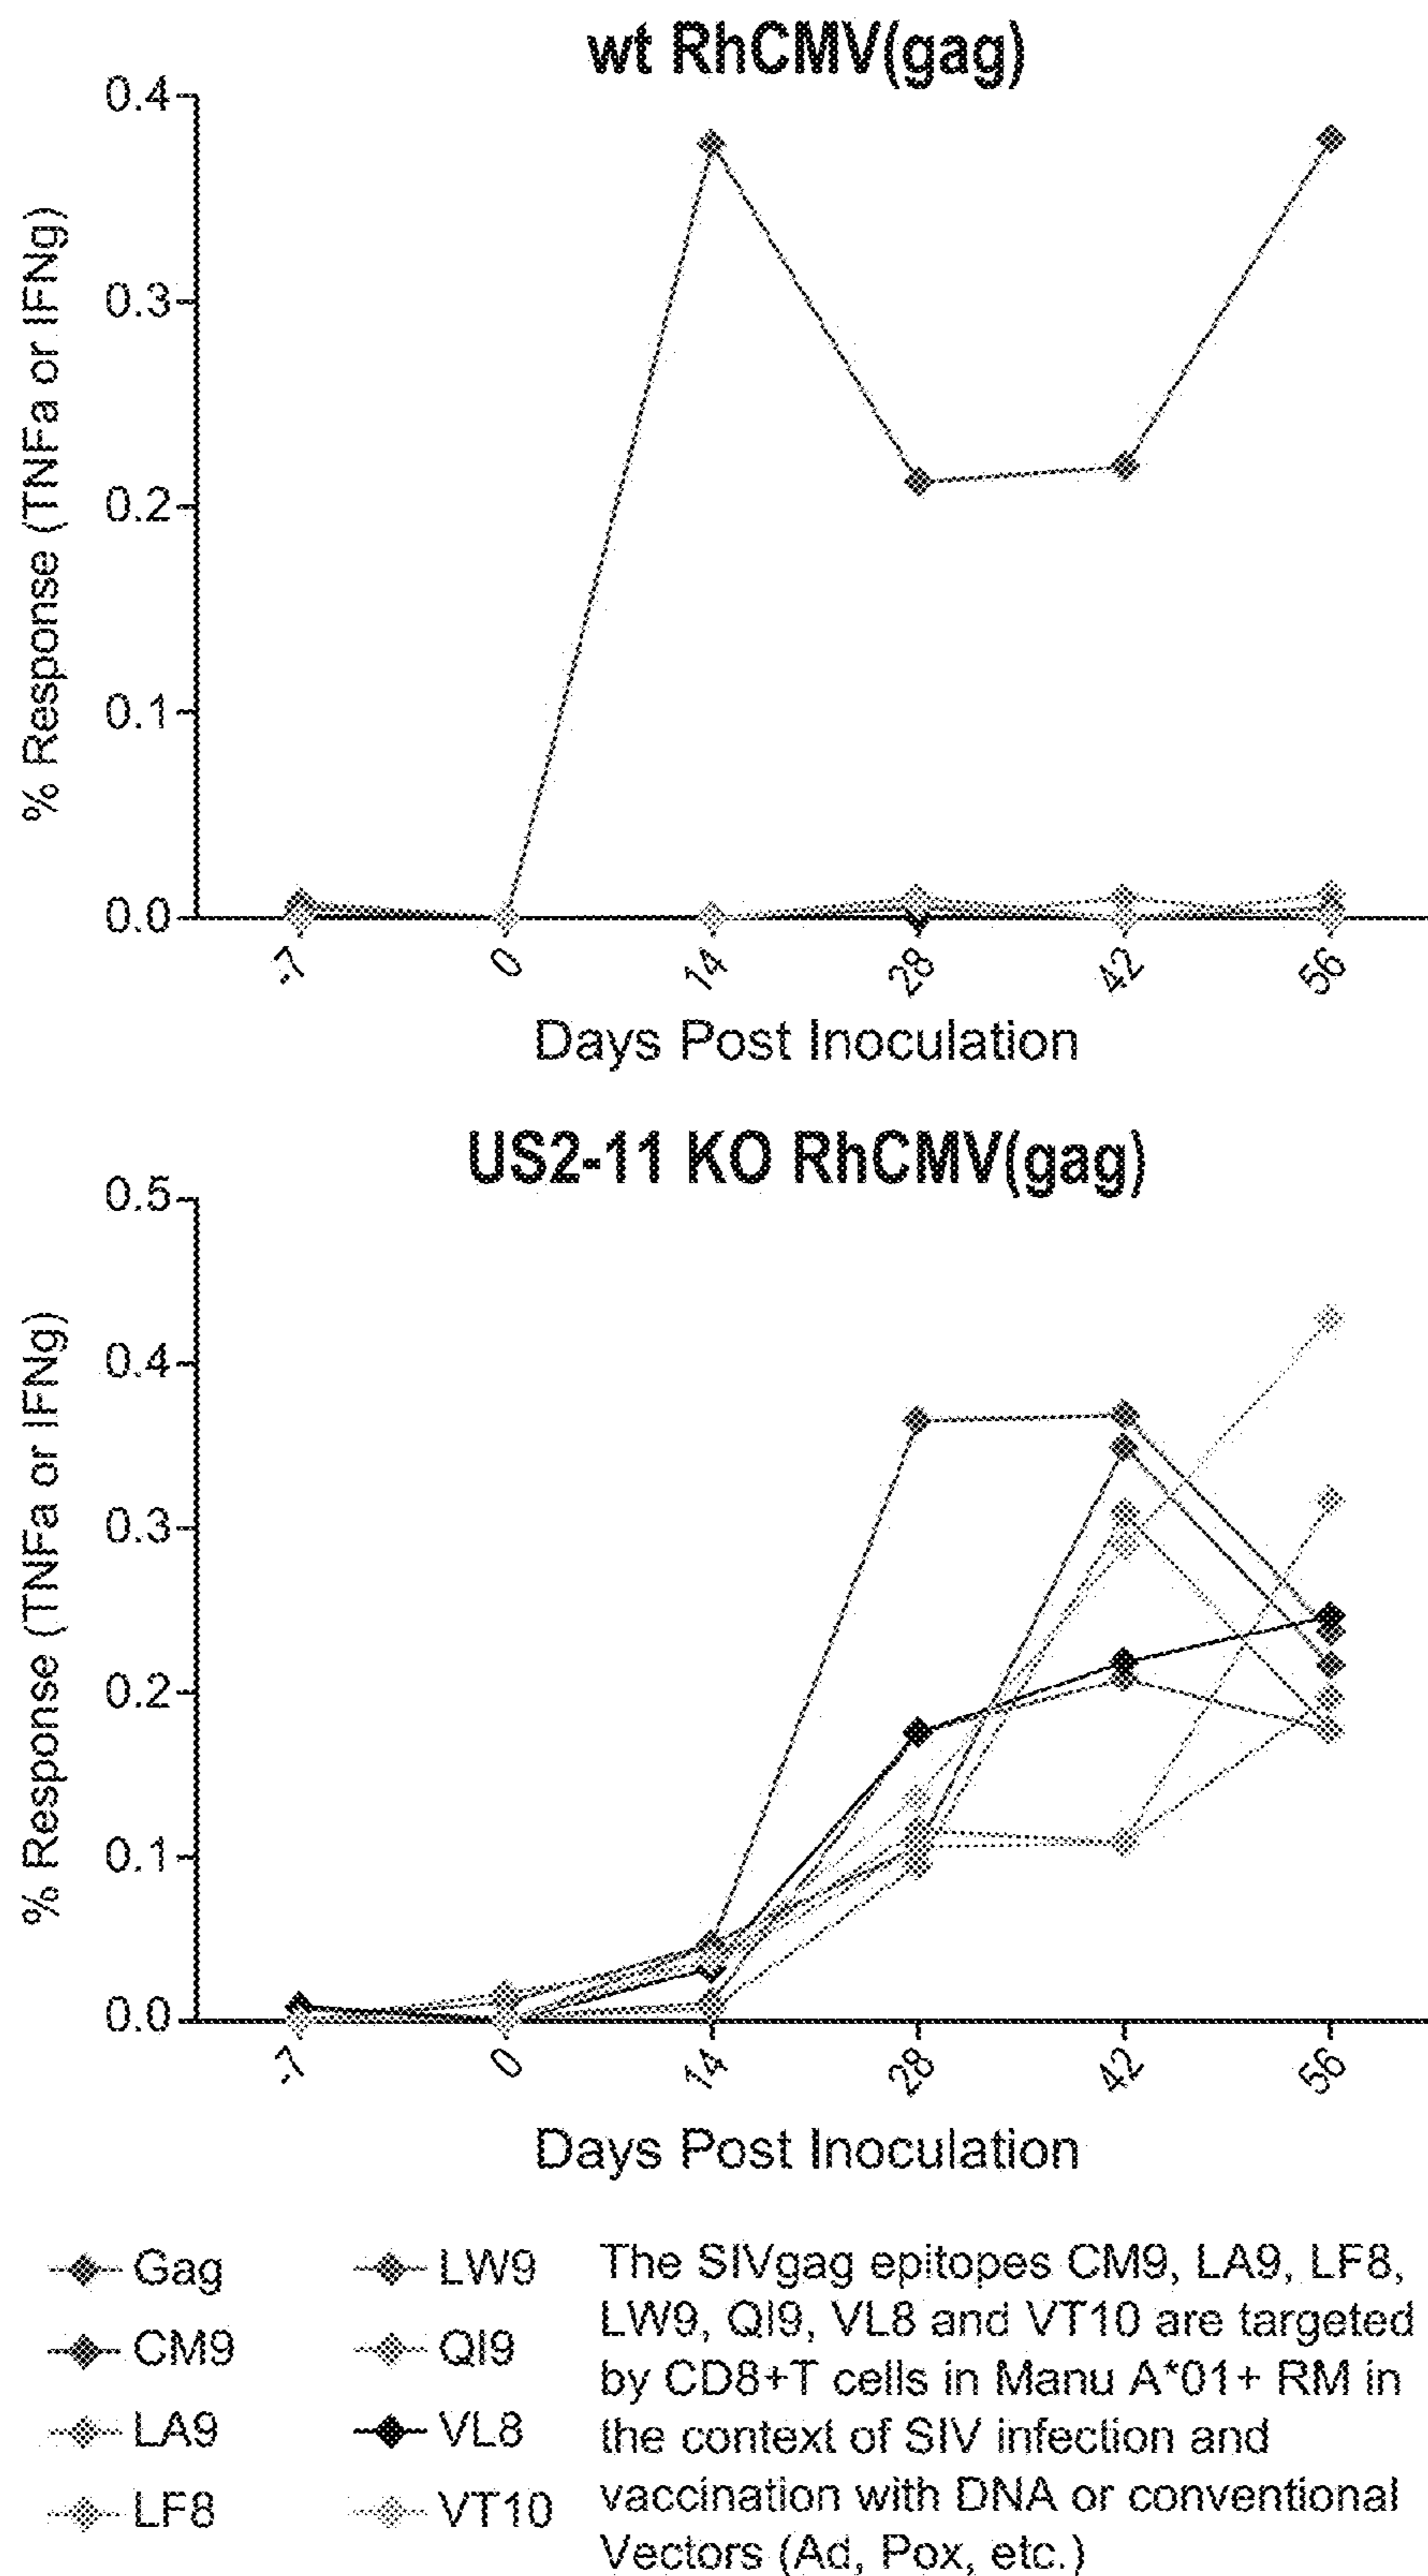 wt RhCMV(gag)
% Response (TNFa or IFNg)
0.4
0.3
0.2
0.1
0.0
-7 0 14 28 42 56
Days Post Inoculation
US2-11 KO RhCMV(gag)
% Response (TNFa or IFNg)
0.5
0.4
0.3
0.2
0.1
0.0
-7 0 14 28 42 56
Days Post Inoculation
Gag
CM9
LA9
LF8
LW9
QI9
VL8
VT10
The SIVgag epitopes CM9, LA9, LF8,
LW9, QI9, VL8 and VT10 are targeted
by CD8+T cells in Manu A*01+ RM in
the context of SIV infection and
vaccination with DNA or conventional
Vectors (Ad, Pox, etc.)